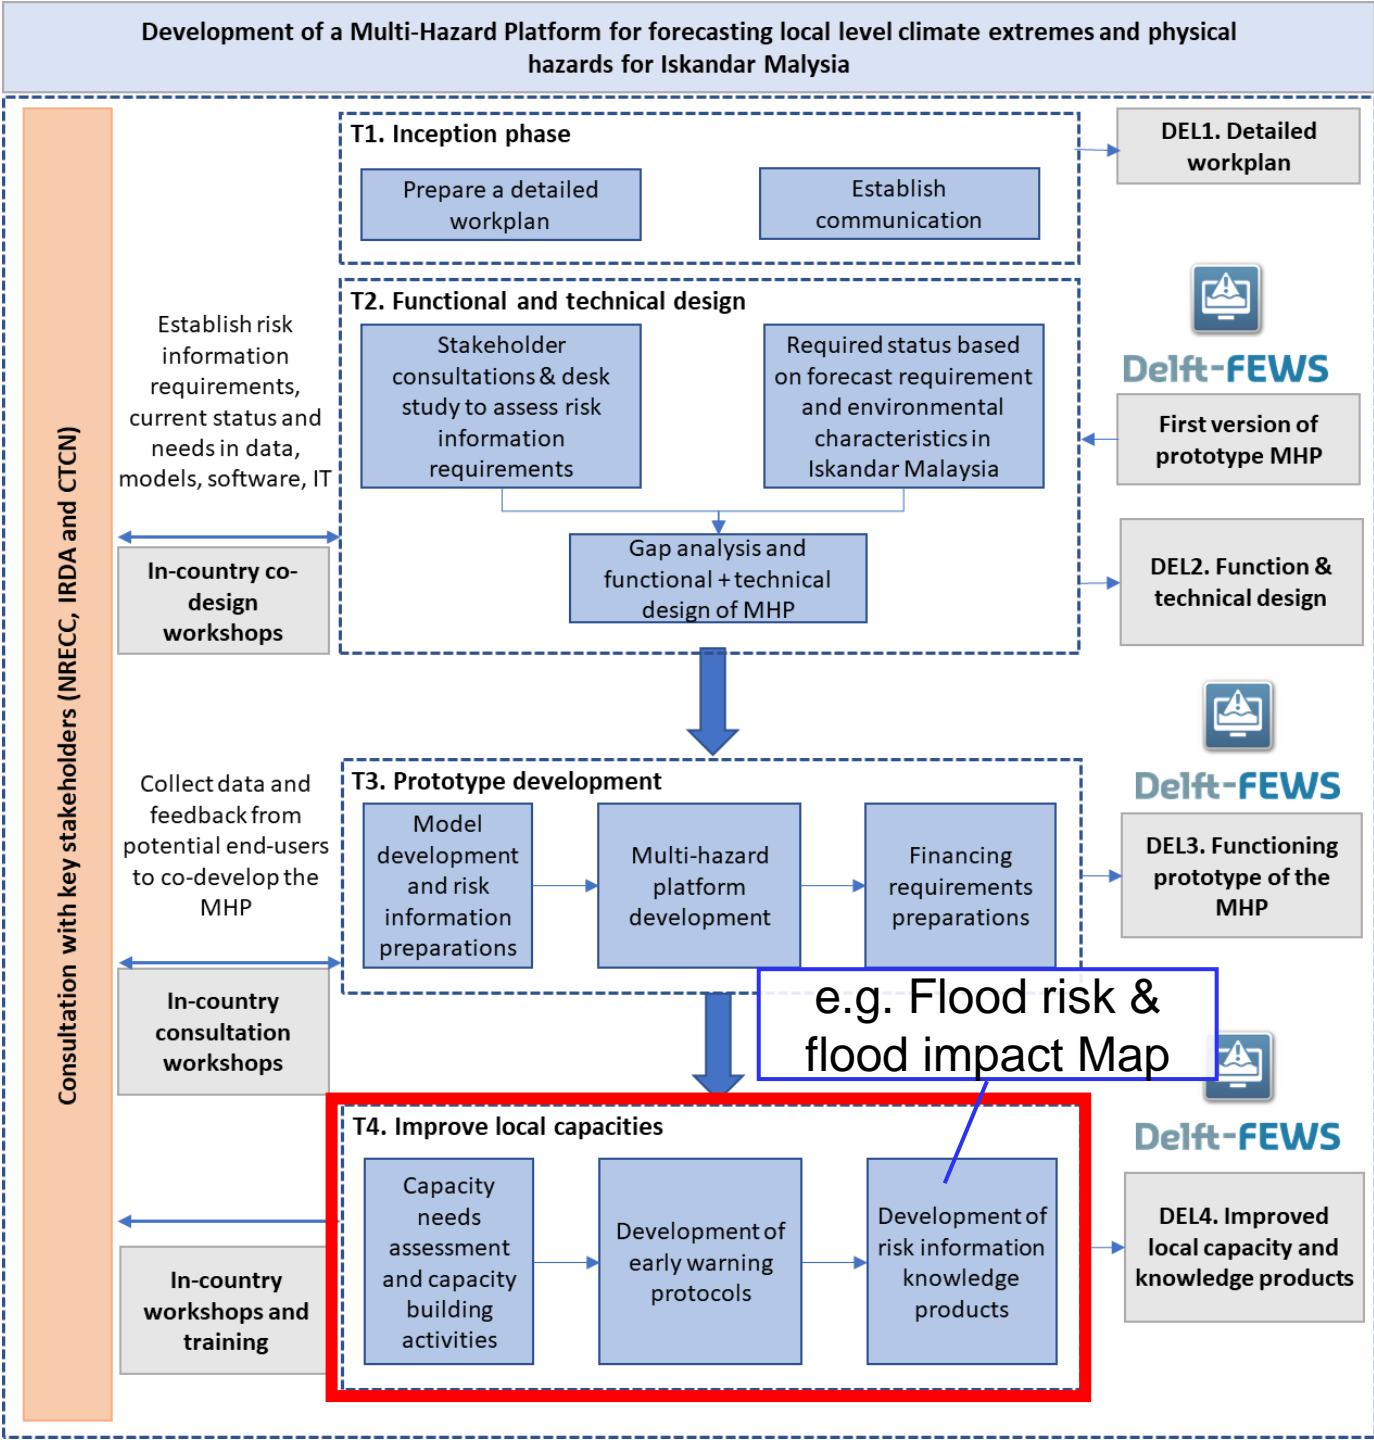 Development of a Multi-Hazard Platform for forecasting local level climate extremes and physical
hazards for Iskandar Malysia
Consultation with key stakeholders (NRECC, IRDA and CTCN)
T1. Inception phase
Prepare a detailed
workplan
Establish
communication
DEL1. Detailed
workplan
Establish risk
information
requirements,
current status and
needs in data,
models, software, IT
In-country co-
design
workshops
T2. Functional and technical design
Stakeholder
consultations & desk
study to assess risk
information
requirements
Required status based
on forecast requirement
and environmental
characteristics in
Iskandar Malaysia
Gap analysis and
functional + technical
design of MHP
Delft-FEWS
First version of
prototype MHP
DEL2. Function &
technical design
Collect data and
feedback from
potential end-users
to co-develop the
MHP
In-country
consultation
workshops
T3. Prototype development
Model
development
and risk
information
preparations
Multi-hazard
platform
development
Financing
requirements
preparations
Delft-FEWS
DEL3. Functioning
prototype of the
MHP
e.g. Flood risk &
flood impact Map
In-country
workshops and
training
T4. Improve local capacities
Capacity
needs
assessment
and capacity
building
activities
Development of
early warning
protocols
Development of
risk information
knowledge
products
Delft-FEWS
DEL4. Improved
local capacity and
knowledge products